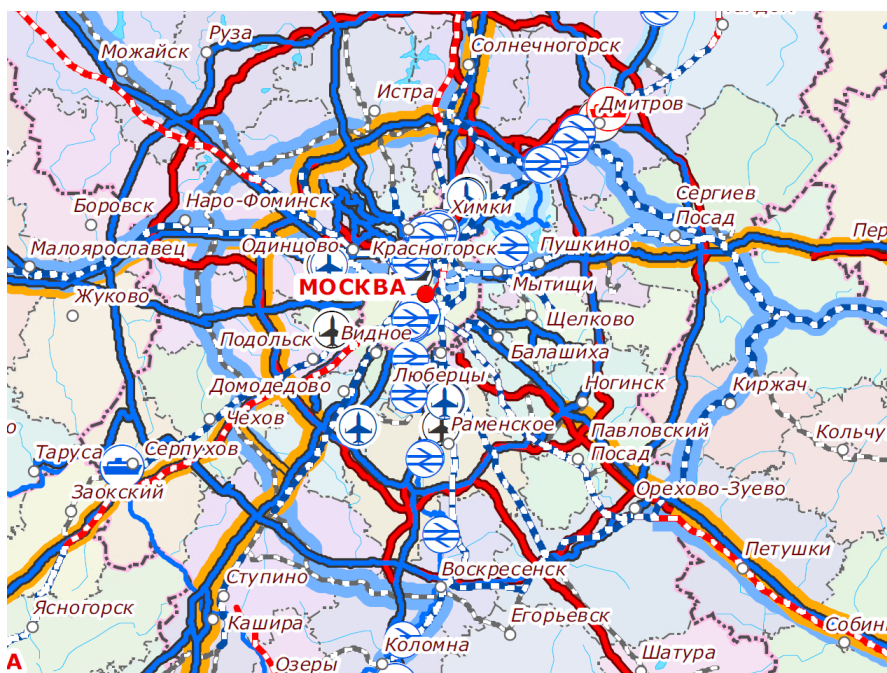 Руза
Можайск
Солнечногорск
Истра
Дмитров
Боровск
Наро-Фоминск
Химки
Сергиев
Посад
Малоярославец
Одинцово
Красногорск
Пушкино
Пер
МОСКВА
Мытищи
Жуково
Щелково
Подольск
Видное
Балашиха
Домодедово
Люберцы
Ногинск
Киржач
Чехов
Раменское
Павловский
Посад
Кольчу
о
Таруса
Серпухов
Заокский
Орехово-Зуево
Петушки
Ступино
Воскресенск
Ясногорск
Кашира
Егорьевск
Собин
Коломна
Озеры
Шатура
А